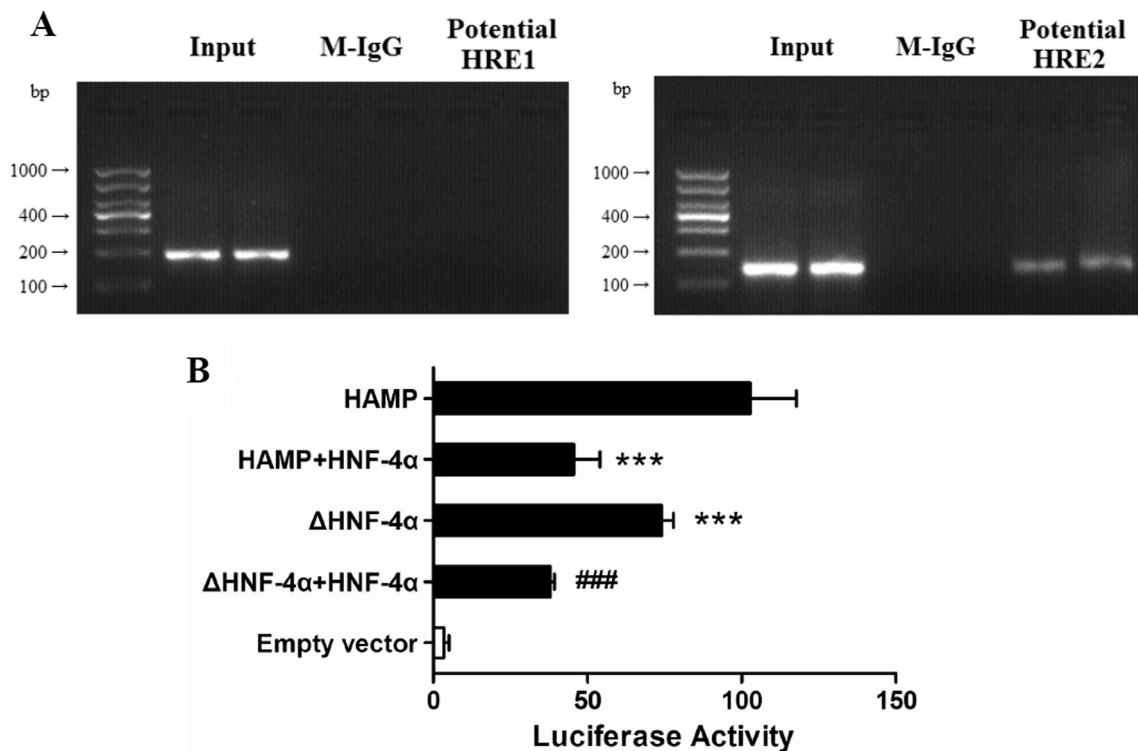 A
Input M-IgG Potential HRE1
bp
1000 →
400 →
200 →
100 →
Input M-IgG Potential HRE2
bp
1000 →
400 →
200 →
100 →
B
HAMP
HAMP+HNF-4α ***
ΔHNF-4α ***
ΔHNF-4α+HNF-4α ###
Empty vector
0 50 100 150
Luciferase Activity